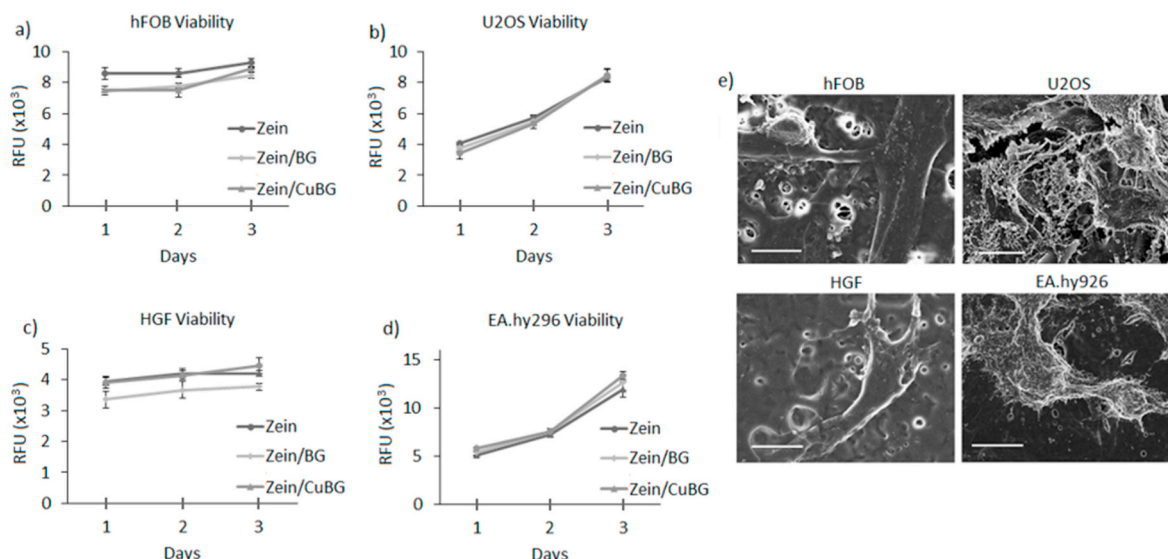 a)
hFOB Viability
RFU (x10³)
10
8
6
4
2
0
1 2 3
Days
Zein
Zein/BG
Zein/CuBG
b)
U2OS Viability
RFU (x10³)
10
8
6
4
2
0
1 2 3
Days
Zein
Zein/BG
Zein/CuBG
c)
HGF Viability
RFU (x10³)
5
4
3
2
1
0
1 2 3
Days
Zein
Zein/BG
Zein/CuBG
d)
EA.hy296 Viability
RFU (x10³)
15
10
5
0
1 2 3
Days
Zein
Zein/BG
Zein/CuBG
e)
hFOB
U2OS
HGF
EA.hy926